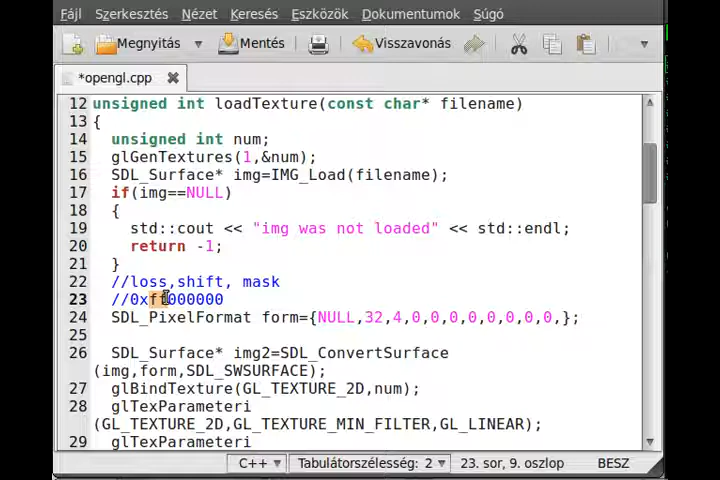 Fájl Szerkesztés Nézet Keresés Eszközök Dokumentumok Súgó
Megnyitás Mentés Visszavonás
*opengl.cpp
12 unsigned int loadTexture(const char* filename)
13 {
14 unsigned int num;
15 glGenTextures(1,&num);
16 SDL_Surface* img=IMG_Load(filename);
17 if(img==NULL)
18 {
19 std::cout << "img was not loaded" << std::endl;
20 return -1;
21 }
22 //loss,shift, mask
23 //0xff000000
24 SDL_PixelFormat form={NULL,32,4,0,0,0,0,0,0,0,};
25
26 SDL_Surface* img2=SDL_ConvertSurface
(img,form,SDL_SWSURFACE);
27 glBindTexture(GL_TEXTURE_2D,num);
28 glTexParameteri
(GL_TEXTURE_2D,GL_TEXTURE_MIN_FILTER,GL_LINEAR);
29 glTexParameteri
C++ Tabulátorszélesség: 2 23. sor, 9. oszlop BESZ